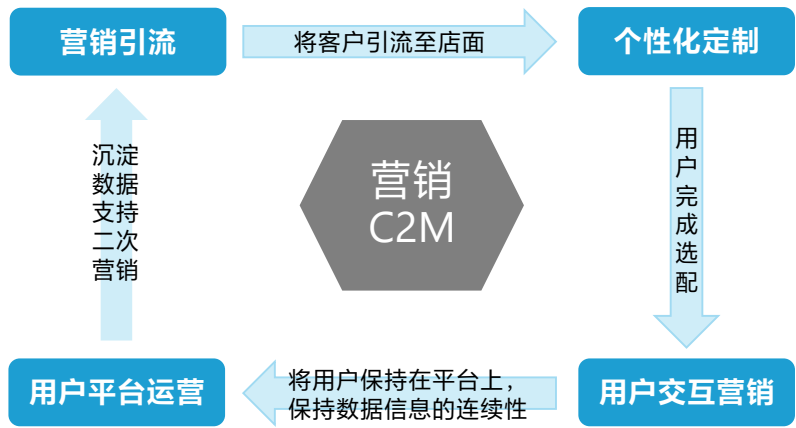 营销引流
将客户引流至店面
个性化定制
用
户
完
成
选
配
用户交互营销
将用户保持在平台上，
保持数据信息的连续性
用户平台运营
沉淀
数据
支持
二次
营销
营销
C2M